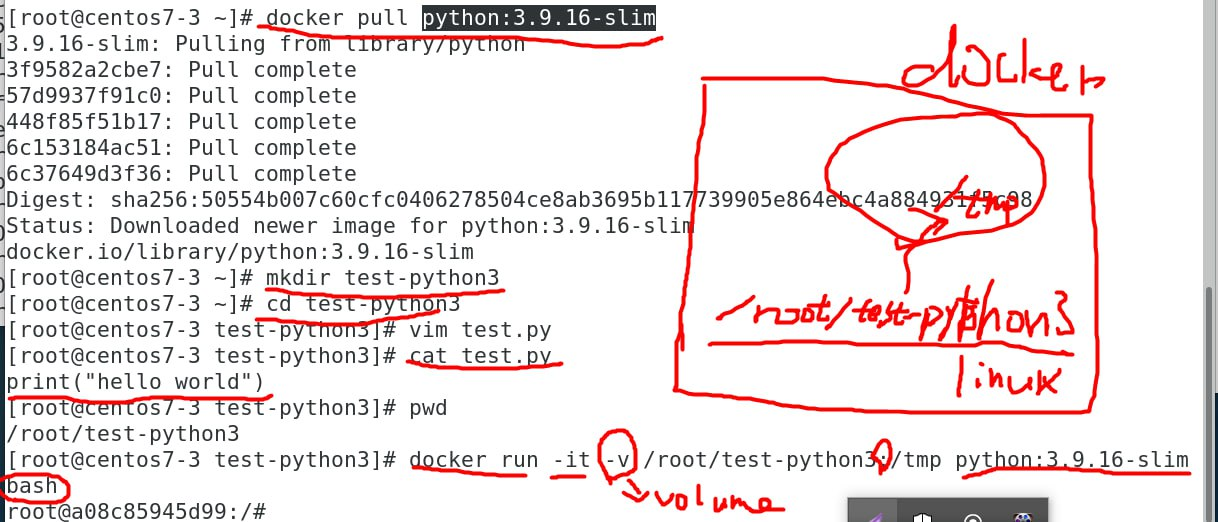 [root@centos7-3 ~]# docker pull python:3.9.16-slim
3.9.16-slim: Pulling from library/python
3f9582a2cbe7: Pull complete
57d9937f91c0: Pull complete
448f85f51b17: Pull complete
6c153184ac51: Pull complete
6c37649d3f36: Pull complete
Digest: sha256:50554b007c60cfc0406278504ce8ab3695b117739905e864ebc4a884931f5c98
Status: Downloaded newer image for python:3.9.16-slim
docker.io/library/python:3.9.16-slim
[root@centos7-3 ~]# mkdir test-python3
[root@centos7-3 ~]# cd test-python3
[root@centos7-3 test-python3]# vim test.py
[root@centos7-3 test-python3]# cat test.py
print("hello world")
[root@centos7-3 test-python3]# pwd
/root/test-python3
[root@centos7-3 test-python3]# docker run -it -v /root/test-python3:/tmp python:3.9.16-slim
bash
root@a08c85945d99:/#
docker
/tmp
/root/test-python3
linux
volume